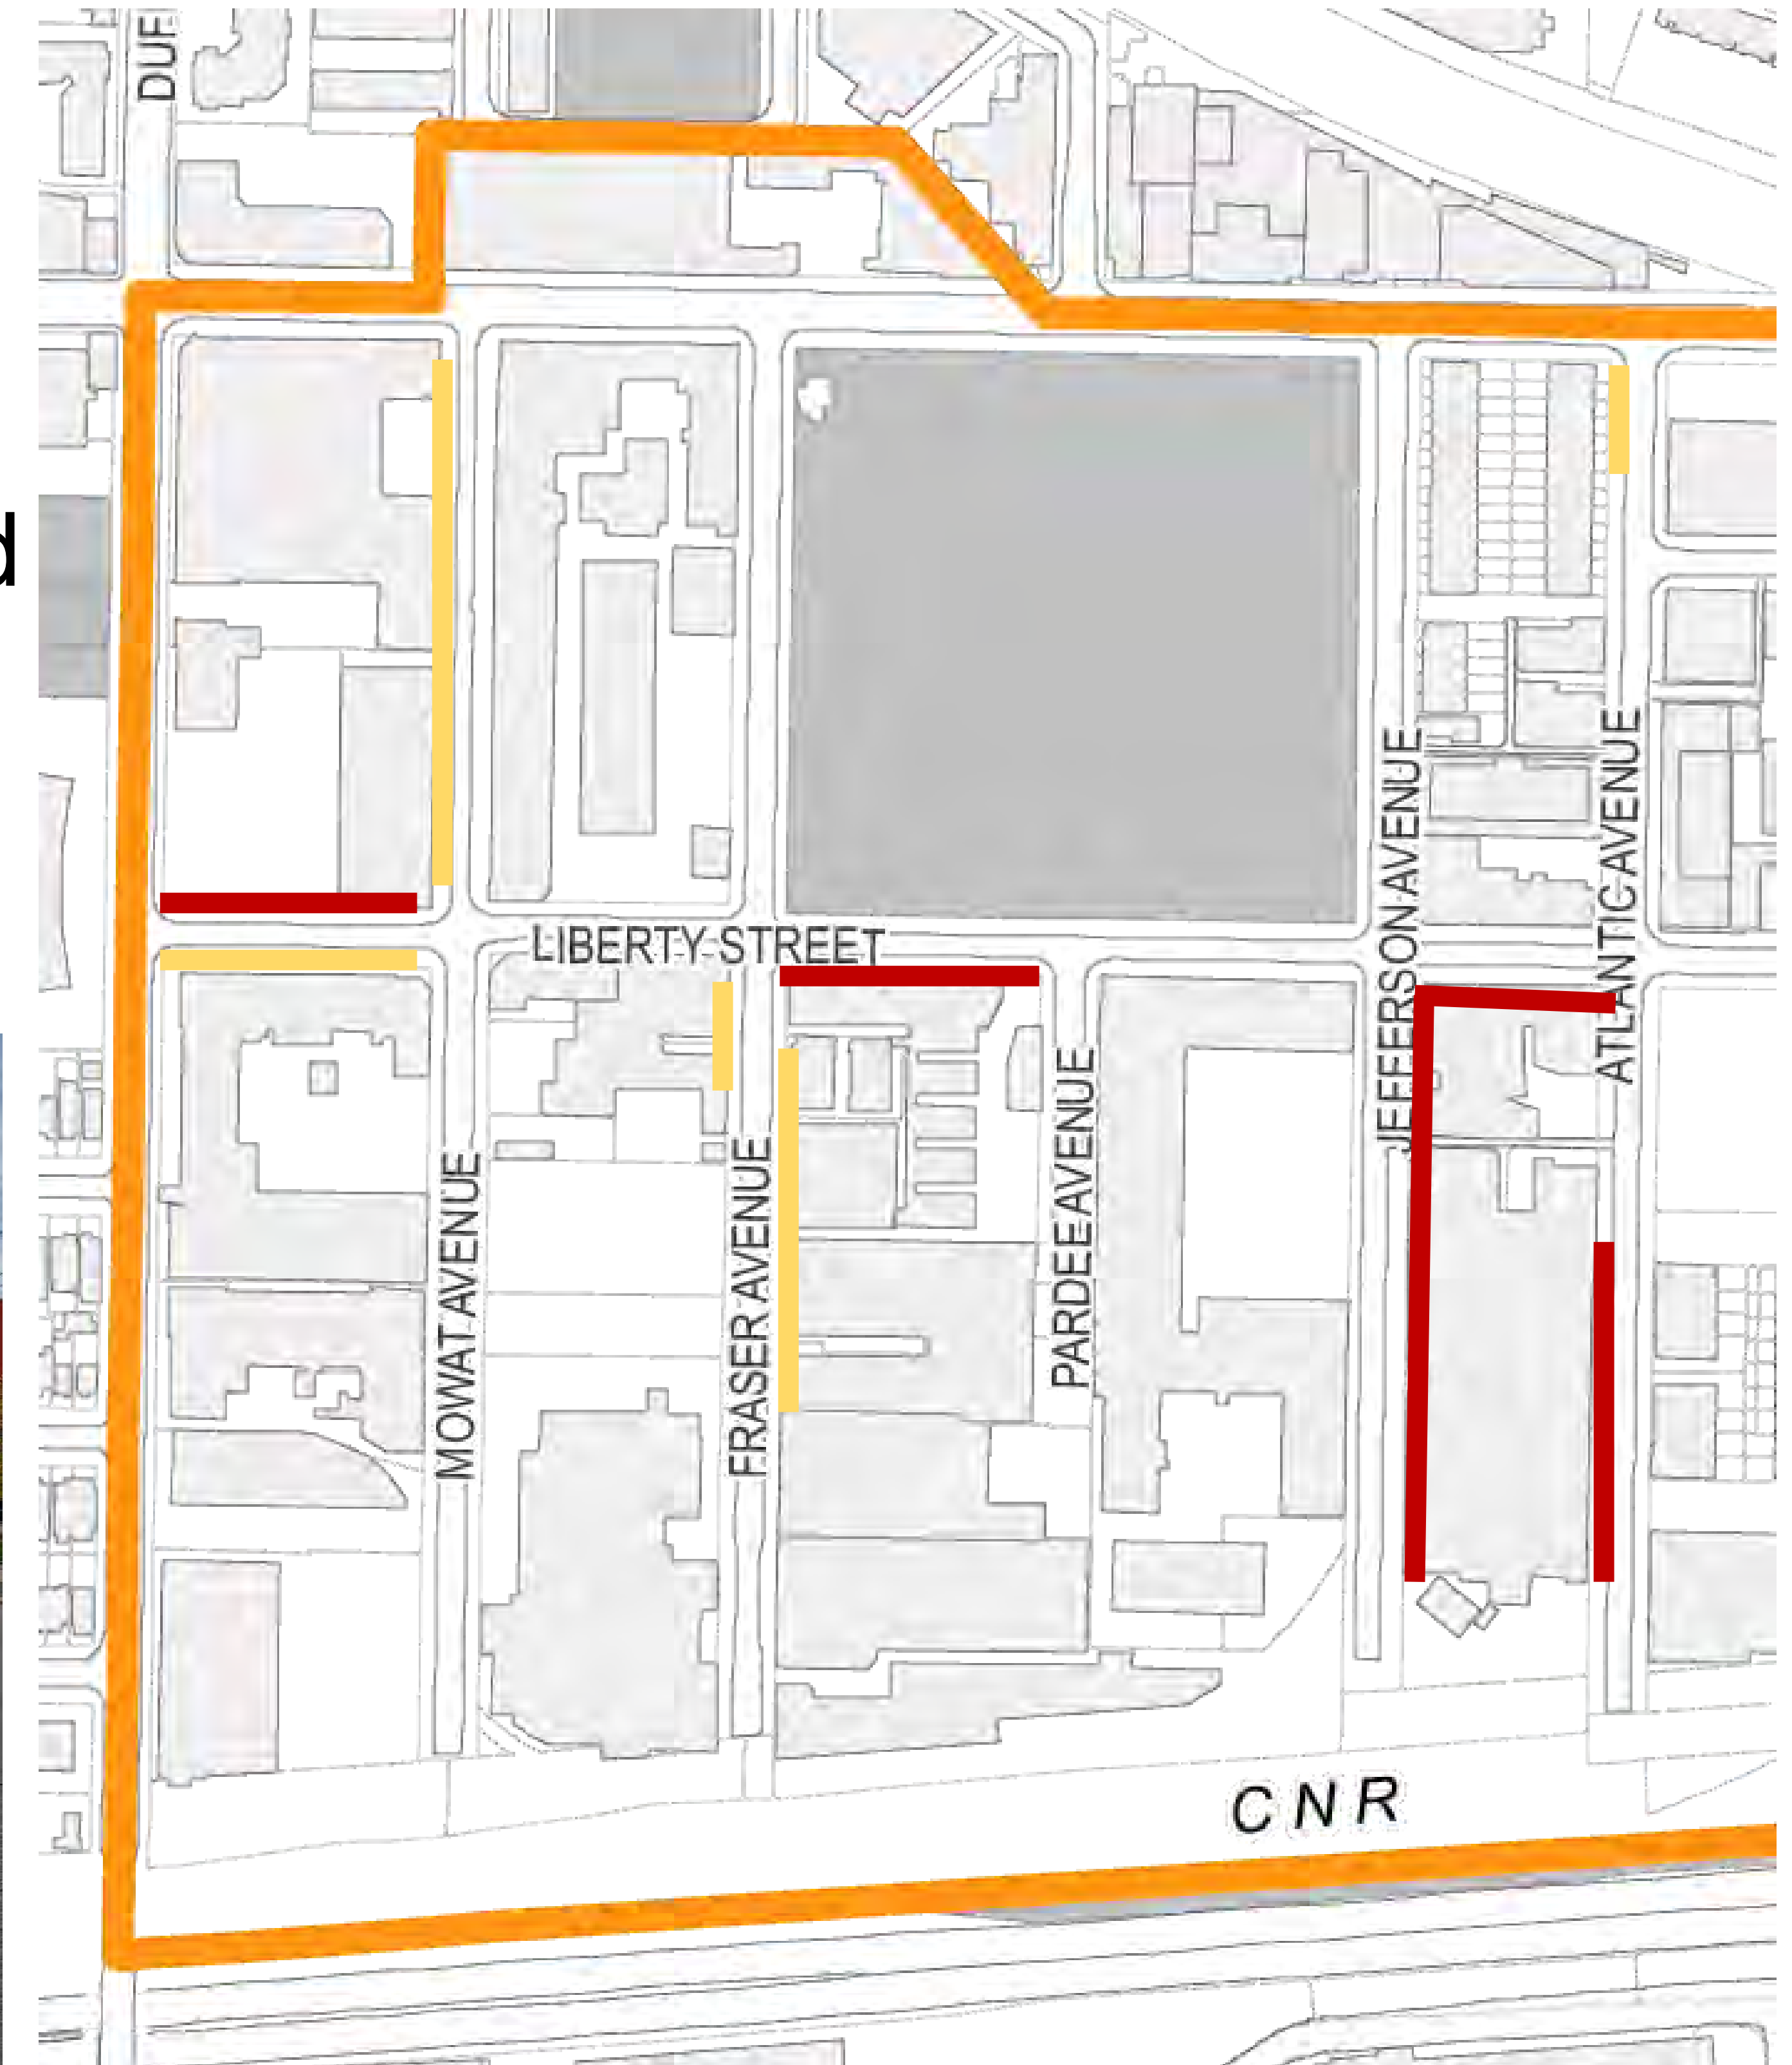 DUF
d
LIBERTY STREET
JEFFERSON AVENUE
ATLANTIC AVENUE
MOWAT AVENUE
FRASER AVENUE
PARDEE AVENUE
CNR